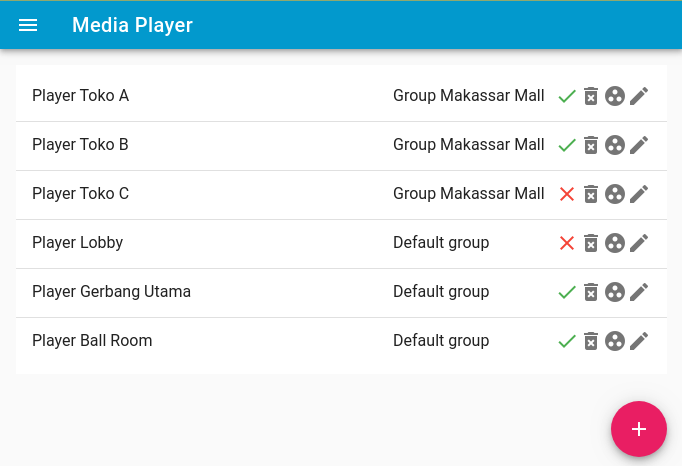 Media Player
Player Toko A Group Makassar Mall
Player Toko B Group Makassar Mall
Player Toko C Group Makassar Mall
Player Lobby Default group
Player Gerbang Utama Default group
Player Ball Room Default group